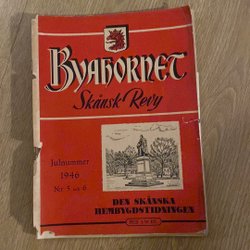 Byahornet
Skånsk Revy
Julnummer
1946
Nr. 5 och 6
DEN SKÅNSKA
HEMBYGDSTIDNINGEN